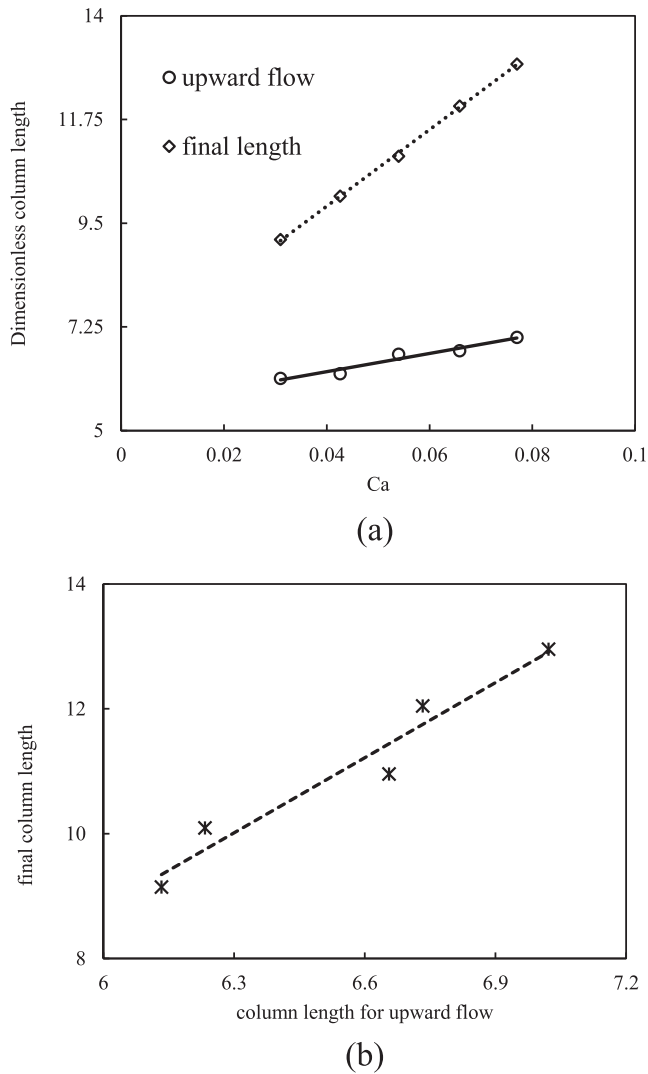 14
upward flow
11.75
final length
Dimensionless column length
9.5
7.25
5
0 0.02 0.04 0.06 0.08 0.1
Ca
(a)
14
12
final column length
10
8
6 6.3 6.6 6.9 7.2
column length for upward flow
(b)